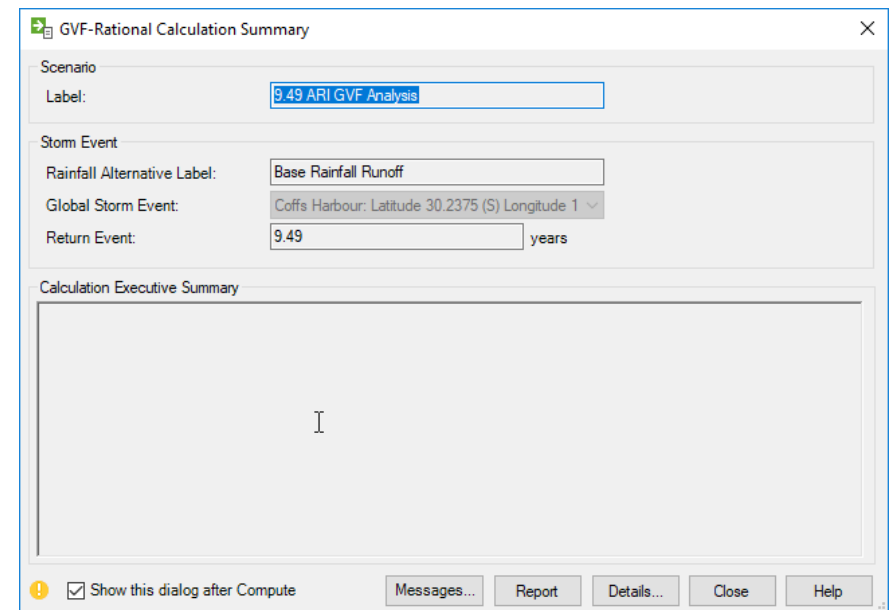 GVF-Rational Calculation Summary
Scenario
Label: 9.49 ARI GVF Analysis
Storm Event
Rainfall Alternative Label: Base Rainfall Runoff
Global Storm Event: Coffs Harbour: Latitude 30.2375 (S) Longitude 1
Return Event: 9.49 years
Calculation Executive Summary
Show this dialog after Compute Messages... Report Details... Close Help